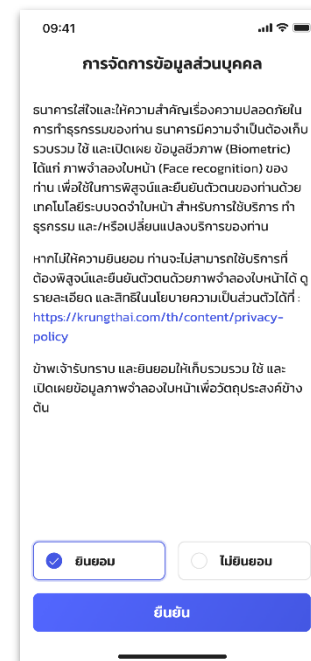 09:41
การจัดการข้อมูลส่วนบุคคล
ธนาคารใส่ใจและให้ความสำคัญเรื่องความปลอดภัยใน
การทำธุรกรรมของท่าน ธนาคารมีความจำเป็นต้องเก็บ
รวบรวม ใช้ และเปิดเผย ข้อมูลชีวภาพ (Biometric)
ได้แก่ ภาพจำลองใบหน้า (Face recognition) ของ
ท่าน เพื่อใช้ในการพิสูจน์และยืนยันตัวตนของท่านด้วย
เทคโนโลยีระบบจดจำใบหน้า สำหรับการใช้บริการ ทำ
ธุรกรรม และ/หรือเปลี่ยนแปลงบริการของท่าน
หากไม่ให้ความยินยอม ท่านจะไม่สามารถใช้บริการที่
ต้องพิสูจน์และยืนยันตัวตนด้วยภาพจำลองใบหน้าได้ ดู
รายละเอียด และสิทธิในนโยบายความเป็นส่วนตัวได้ที่ :
https://krungthai.com/th/content/privacy-
policy
ข้าพเจ้ารับทราบ และยินยอมให้เก็บรวบรวม ใช้ และ
เปิดเผยข้อมูลภาพจำลองใบหน้าเพื่อวัตถุประสงค์ข้าง
ต้น
ยินยอม ไม่ยินยอม
ยืนยัน